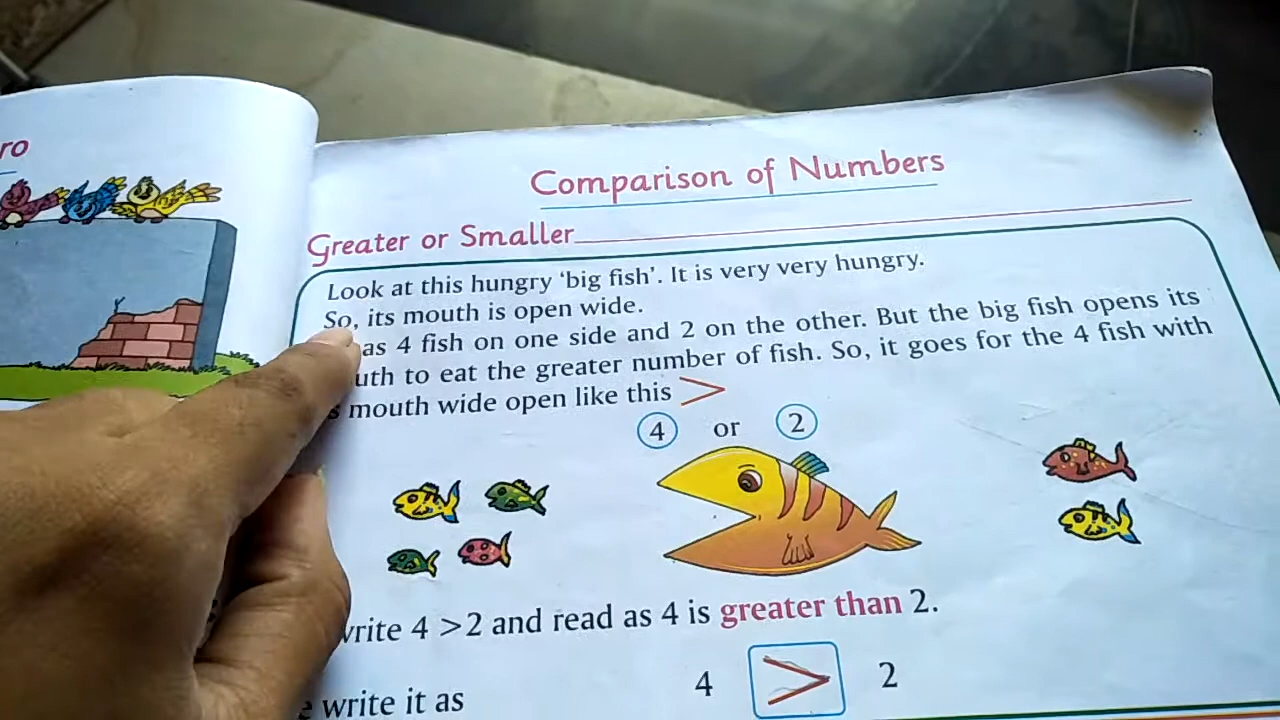 ro
Comparison of Numbers
Greater or Smaller
Look at this hungry ‘big fish’. It is very very hungry.
So, its mouth is open wide.
as 4 fish on one side and 2 on the other. But the big fish opens its
uth to eat the greater number of fish. So, it goes for the 4 fish with
s mouth wide open like this >
4 or 2
write 4 >2 and read as 4 is greater than 2.
4 > 2
write it as